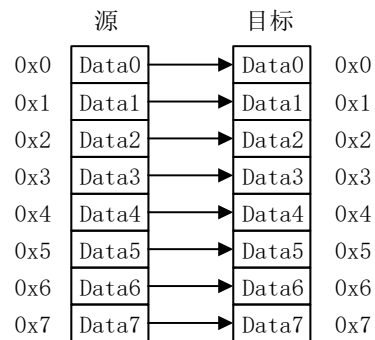 源 目标
0x0 Data0 Data0 0x0
0x1 Data1 Data1 0x1
0x2 Data2 Data2 0x2
0x3 Data3 Data3 0x3
0x4 Data4 Data4 0x4
0x5 Data5 Data5 0x5
0x6 Data6 Data6 0x6
0x7 Data7 Data7 0x7